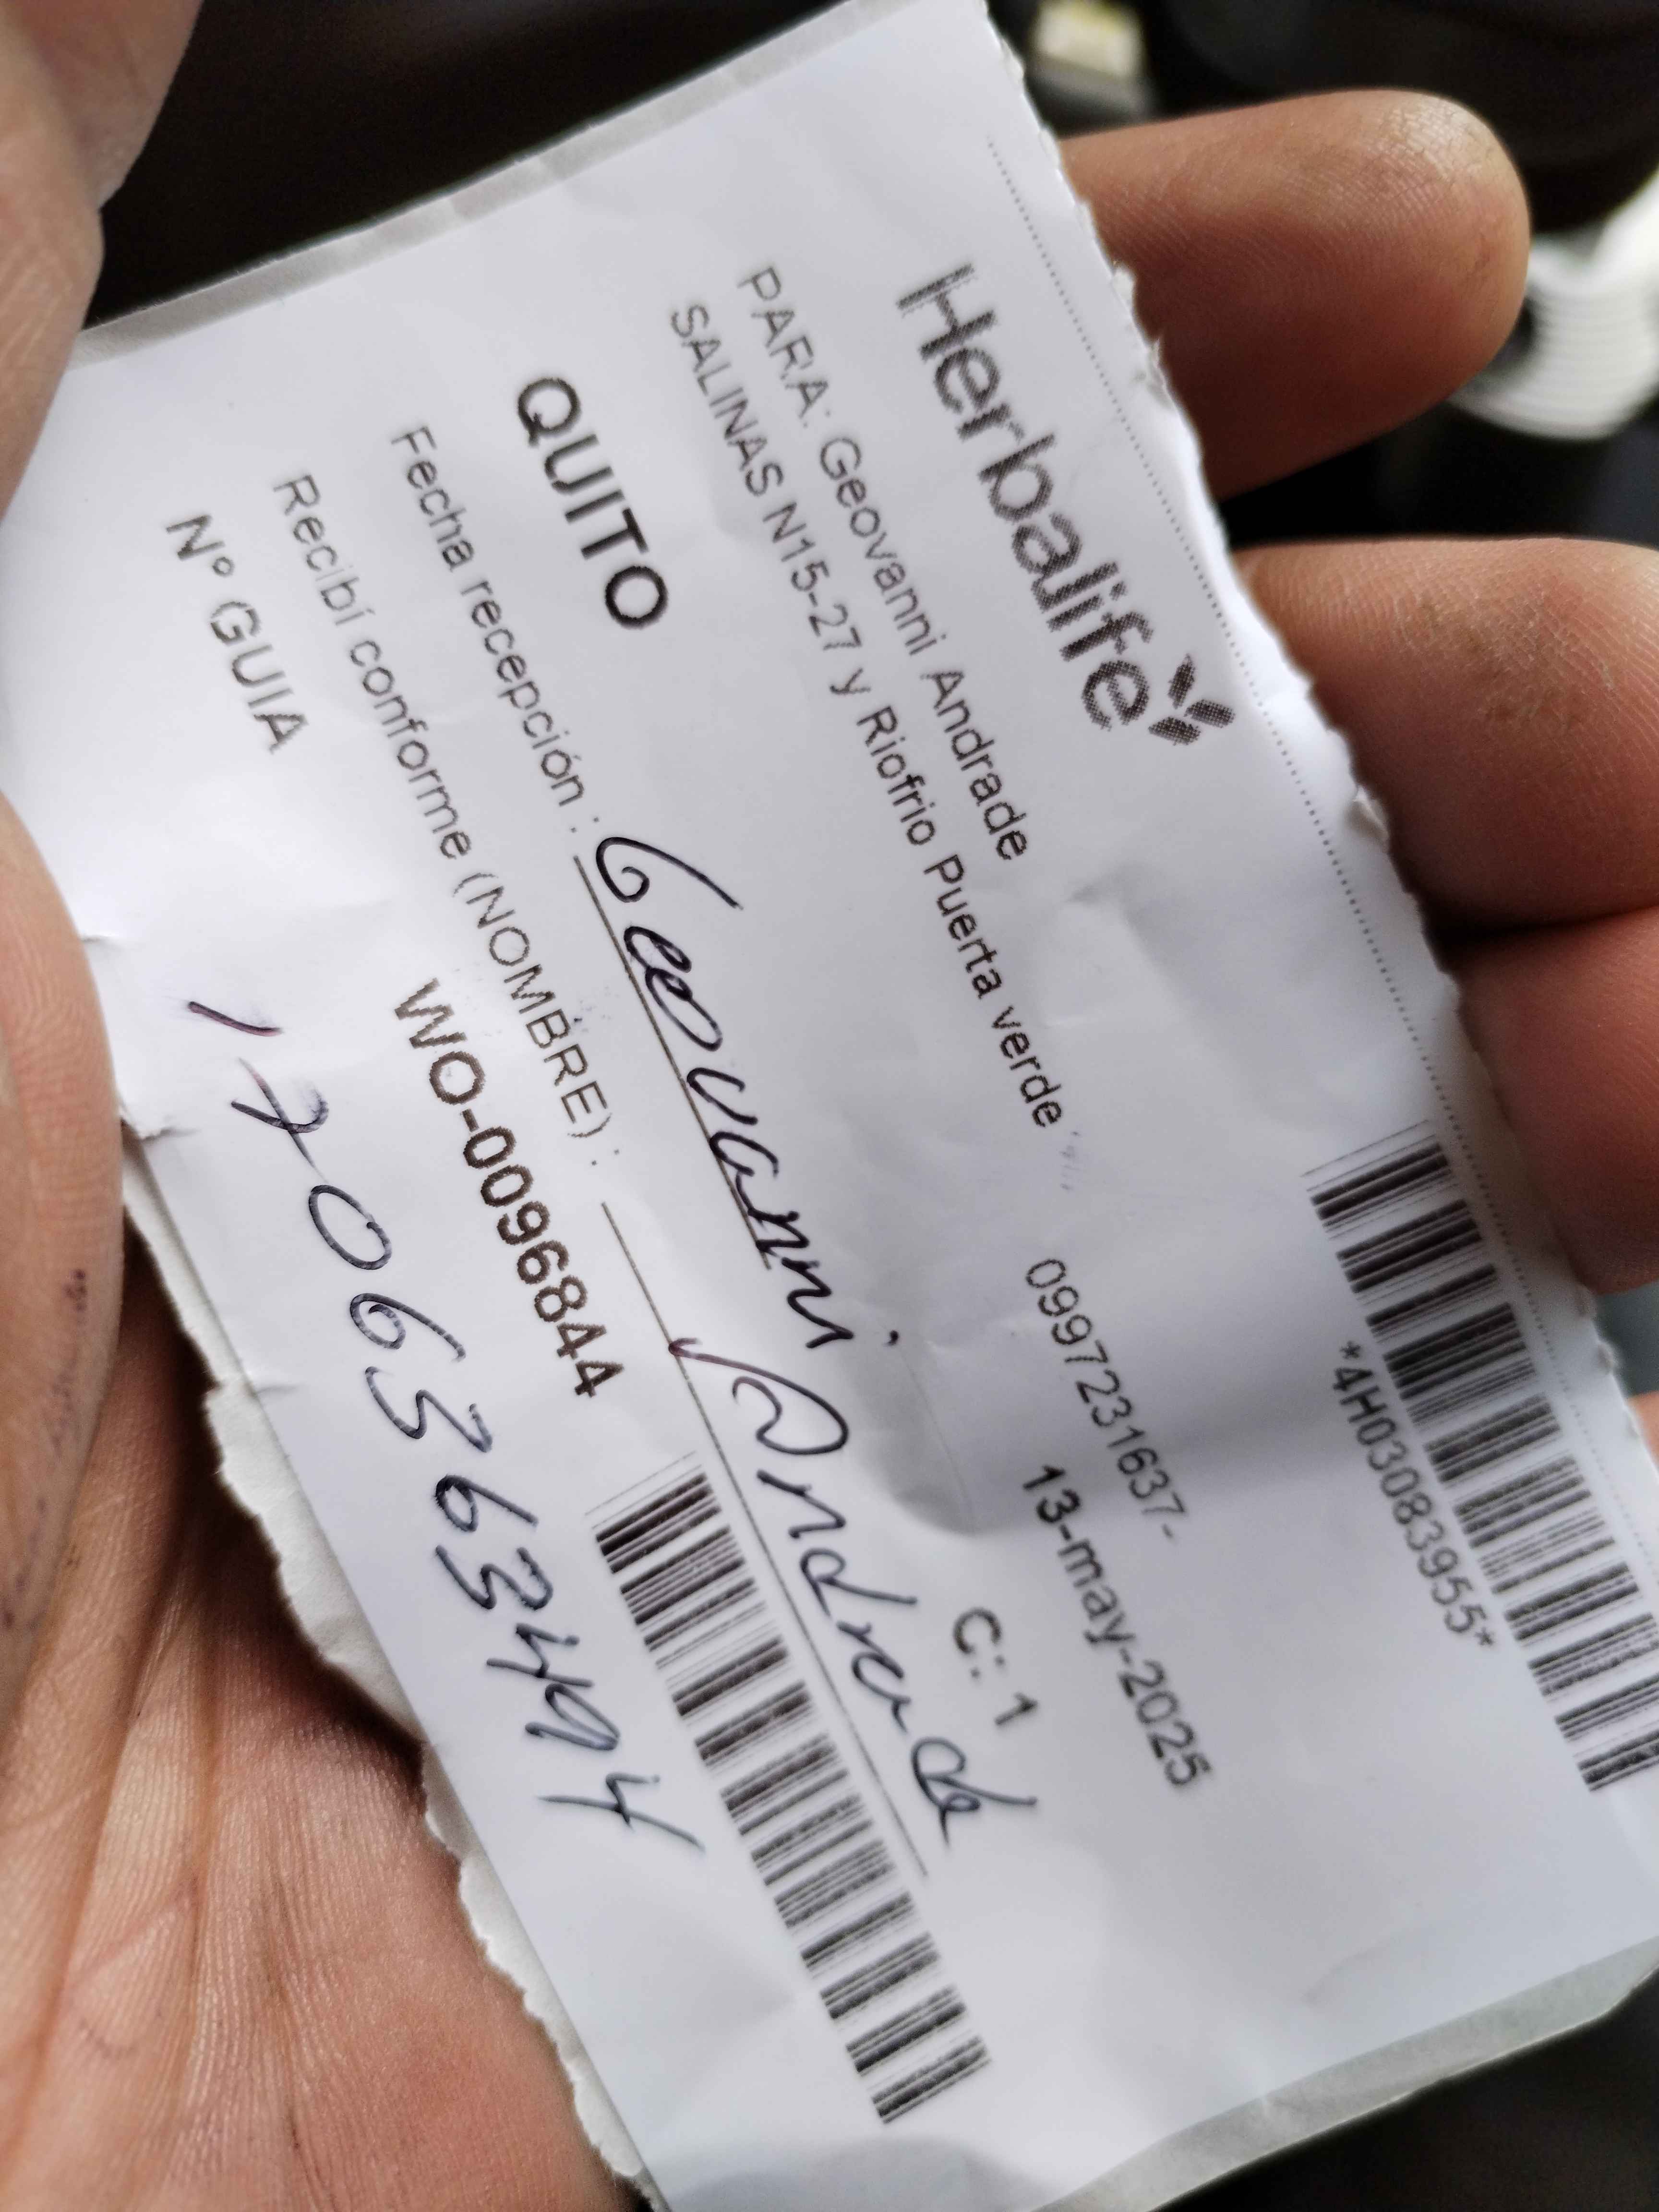 *4H03083955*
Herbalife
PARA: Geovanni Andrade
SALINAS N15-27 y Riofrio Puerta verde
0997231637-
13-may-2025
QUITO
C: 1
Fecha recepción : Geovanni Andrade
Recibí conforme (NOMBRE) :
Nº GUIA
WO-0096844
1706363494